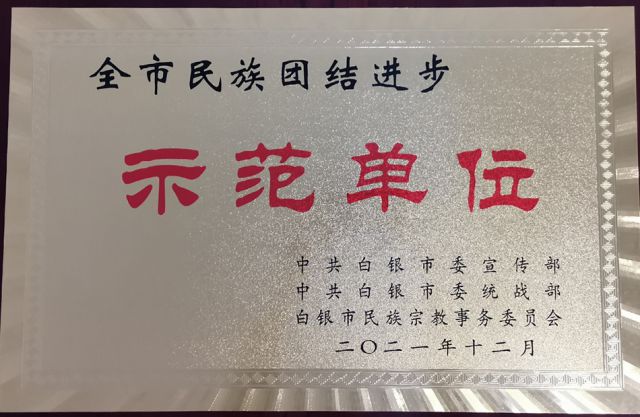 全市民族团结进步
示范单位
中共白银市委宣传部
中共白银市委统战部
白银市民族宗教事务委员会
二〇二一年十二月